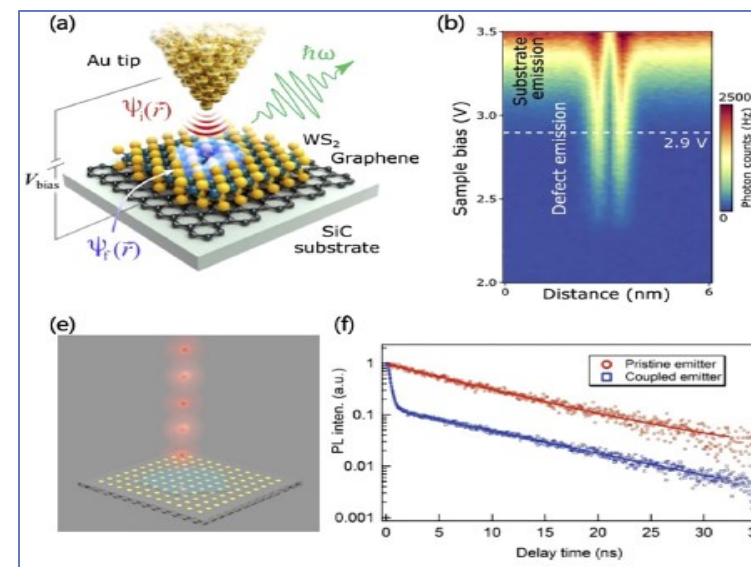 (a)
Au tip
ψi(r⃗)
ℏω
WS2
Graphene
Vbias
ψf(r⃗)
SiC
substrate
(b)
3.5
3.0
2.5
2.0
Sample bias (V)
Substrate
emission
Defect emission
2.9 V
0
Distance (nm)
6
2500
0
Photon counts (Hz)
(e)
(f)
1
0.1
0.01
0.001
PL inten. (a.u.)
Pristine emitter
Coupled emitter
0
5
10
15
20
25
30
Delay time (ns)